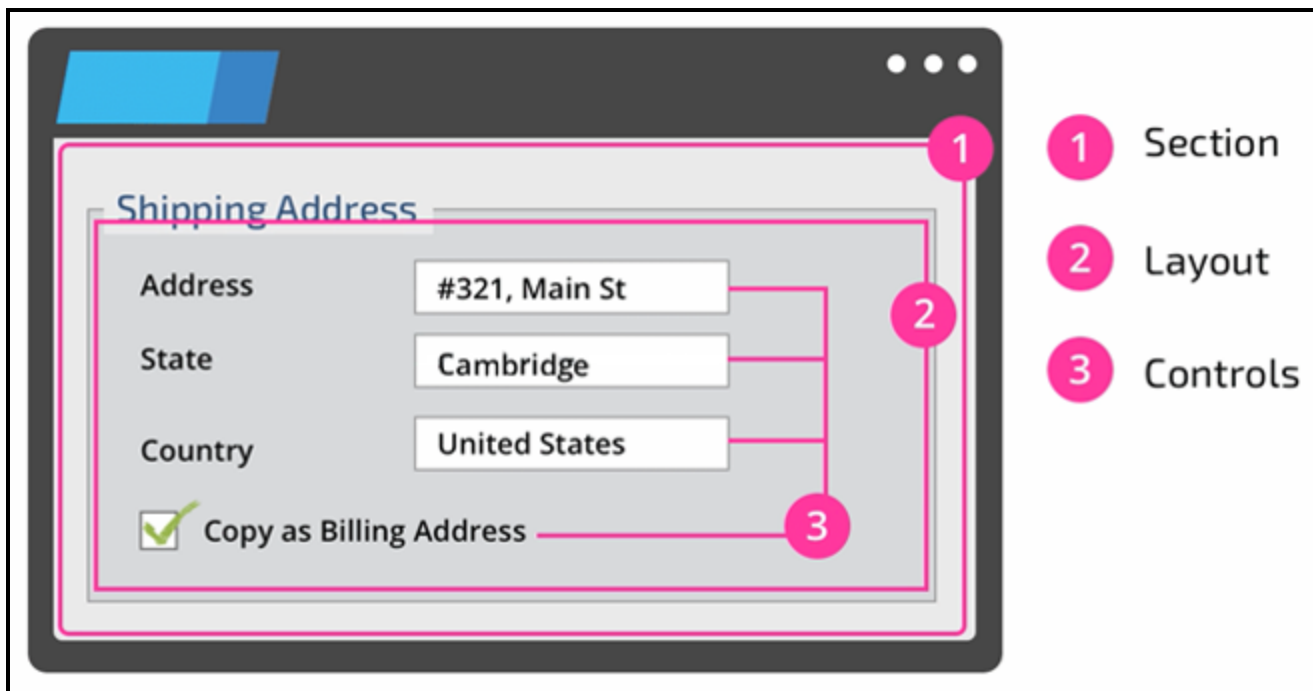 1
1 Section
Shipping Address
Address #321, Main St
2 Layout
2
State Cambridge
3 Controls
Country United States
Copy as Billing Address 3